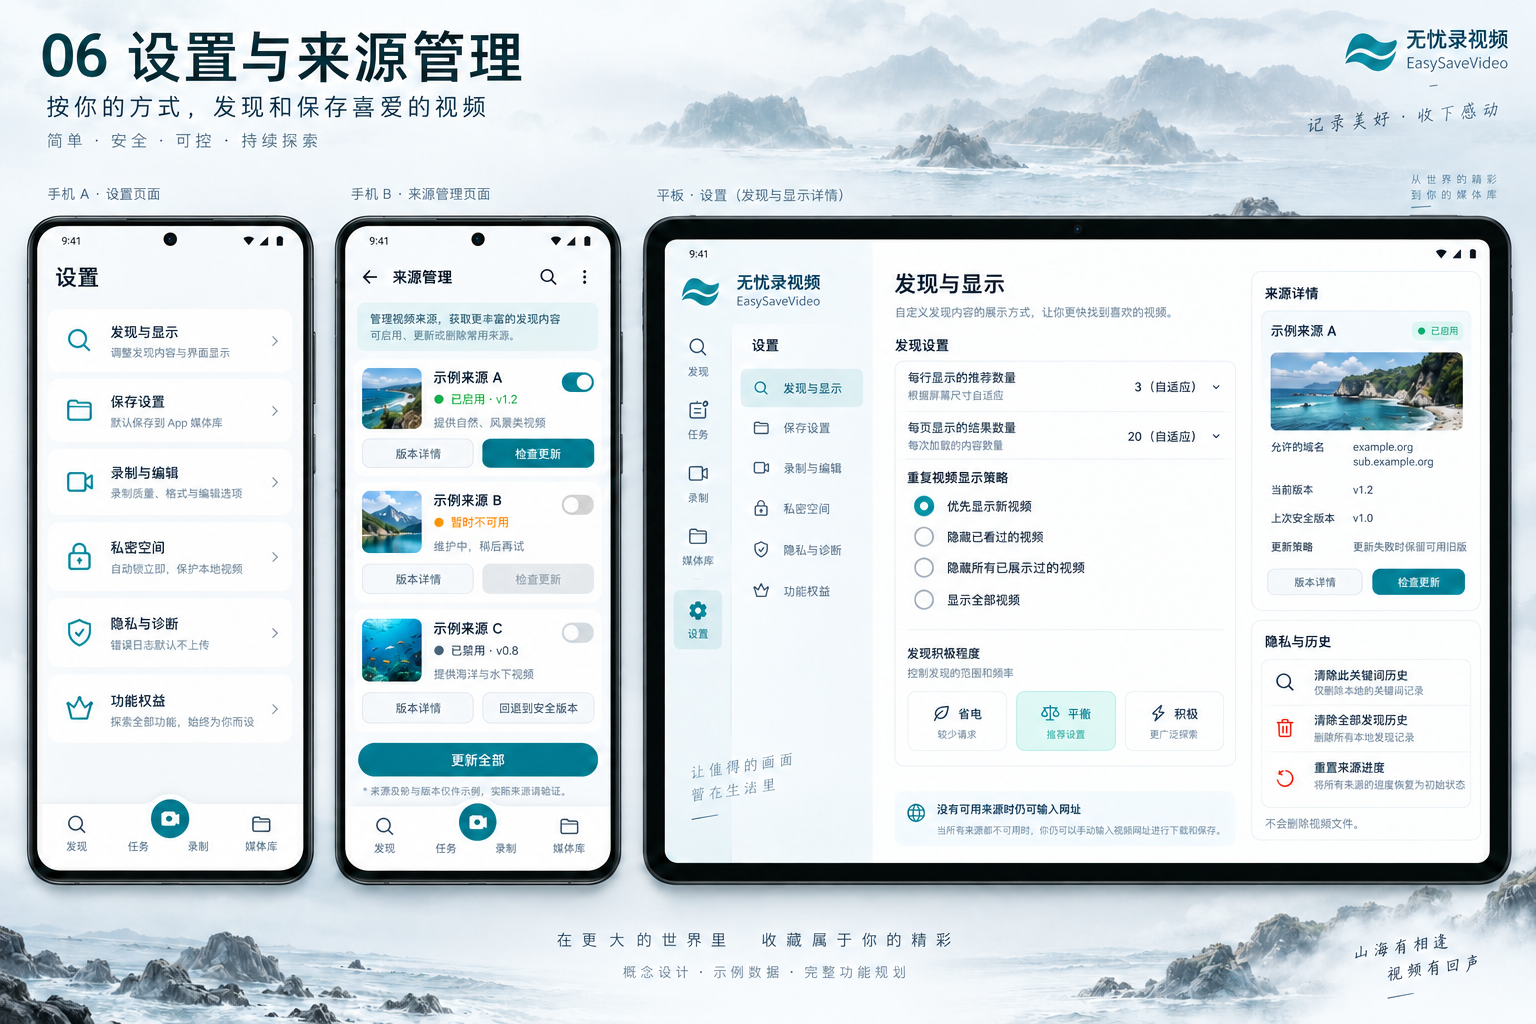 06 设置与来源管理
按你的方式，发现和保存喜爱的视频
简单 · 安全 · 可控 · 持续探索
无忧录视频
EasySaveVideo
记录美好 · 收下感动
从世界的精彩
到你的媒体库
手机 A · 设置页面
9:41
设置
发现与显示
调整发现内容与界面显示
保存设置
默认保存到 App 媒体库
录制与编辑
录制质量、格式与编辑选项
私密空间
自动锁立即，保护本地视频
隐私与诊断
错误日志默认不上传
功能权益
探索全部功能，始终为你而设
发现
任务
录制
媒体库
手机 B · 来源管理页面
9:41
来源管理
管理视频来源，获取更丰富的发现内容
可启用、更新或删除常用来源。
示例来源 A
已启用 · v1.2
提供自然、风景类视频
版本详情
检查更新
示例来源 B
暂时不可用
维护中，稍后再试
版本详情
检查更新
示例来源 C
已禁用 · v0.8
提供海洋与水下视频
版本详情
回退到安全版本
更新全部
发现
任务
录制
媒体库
平板 · 设置（发现与显示详情）
9:41
无忧录视频
EasySaveVideo
发现
任务
录制
媒体库
设置
设置
发现与显示
保存设置
录制与编辑
私密空间
隐私与诊断
功能权益
让值得的画面
留在生活里
发现与显示
自定义发现内容的展示方式，让你更快找到喜欢的视频。
发现设置
每行显示的推荐数量
根据屏幕尺寸自适应
3（自适应）
每页显示的结果数量
每次加载的内容数量
20（自适应）
重复视频显示策略
优先显示新视频
隐藏已看过的视频
隐藏所有已展示过的视频
显示全部视频
发现积极程度
控制发现的范围和频率
省电
较少请求
平衡
推荐设置
积极
更广泛探索
没有可用来源时仍可输入网址
当所有来源都不可用时，你仍可以手动输入视频网址进行下载和保存。
来源详情
示例来源 A
已启用
允许的域名
example.org
sub.example.org
当前版本
v1.2
上次安全版本
v1.0
更新策略
更新失败时保留可用旧版
版本详情
检查更新
隐私与历史
清除此关键词历史
仅删除本地的关键词记录
清除全部发现历史
删除所有本地发现记录
重置来源进度
将所有来源的进度恢复为初始状态
不会删除视频文件。
在更大的世界里 收藏属于你的精彩
概念设计 · 示例数据 · 完整功能规划
山海有相逢
视频有回声